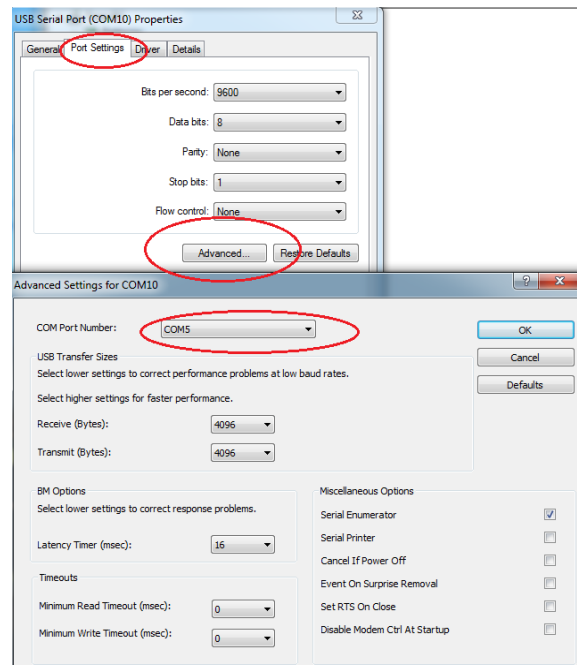 USB Serial Port (COM10) Properties
General Port Settings Driver Details
Bits per second: 9600
Data bits: 8
Parity: None
Stop bits: 1
Flow control: None
Advanced... Restore Defaults
Advanced Settings for COM10
COM Port Number: COM5
OK
USB Transfer Sizes
Cancel
Select lower settings to correct performance problems at low baud rates.
Defaults
Select higher settings for faster performance.
Receive (Bytes): 4096
Transmit (Bytes): 4096
BM Options
Select lower settings to correct response problems.
Latency Timer (msec): 16
Timeouts
Minimum Read Timeout (msec): 0
Minimum Write Timeout (msec): 0
Miscellaneous Options
Serial Enumerator
Serial Printer
Cancel If Power Off
Event On Surprise Removal
Set RTS On Close
Disable Modem Ctrl At Startup